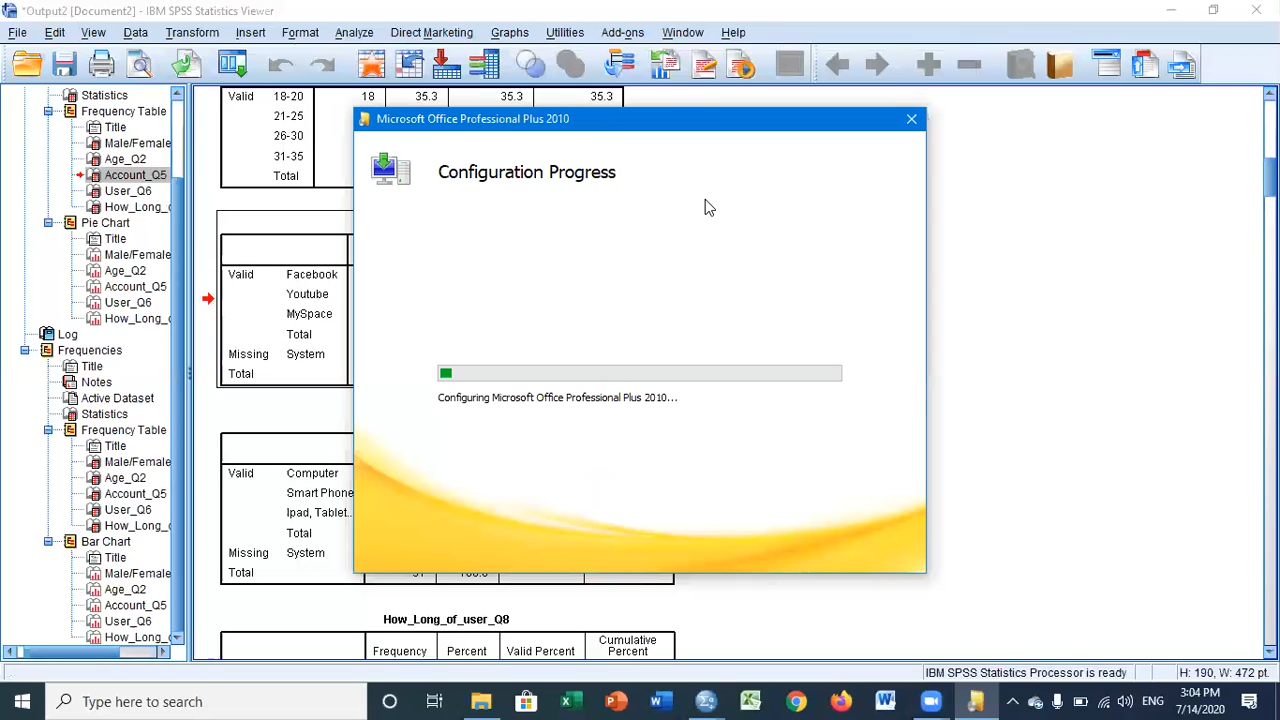 *Output2 [Document2] - IBM SPSS Statistics Viewer
File Edit View Data Transform Insert Format Analyze Direct Marketing Graphs Utilities Add-ons Window Help
Statistics
Frequency Table
Title
Male/Female
Age_Q2
Account_Q5
User_Q6
How_Long_
Pie Chart
Title
Male/Female
Age_Q2
Account_Q5
User_Q6
How_Long_
Log
Frequencies
Title
Notes
Active Dataset
Statistics
Frequency Table
Title
Male/Female
Age_Q2
Account_Q5
User_Q6
How_Long_
Bar Chart
Title
Male/Female
Age_Q2
Account_Q5
User_Q6
How_Long_
Valid 18-20 18 35.3 35.3 35.3
21-25
26-30
31-35
Total
Valid Facebook
Youtube
MySpace
Total
Missing System
Total
Valid Computer
Smart Phone
Ipad, Tablet..
Total
Missing System
Total
How_Long_of_user_Q8
Frequency Percent Valid Percent Cumulative Percent
Microsoft Office Professional Plus 2010
Configuration Progress
Configuring Microsoft Office Professional Plus 2010...
IBM SPSS Statistics Processor is ready H: 190, W: 472 pt.
Type here to search
ENG
3:04 PM
7/14/2020